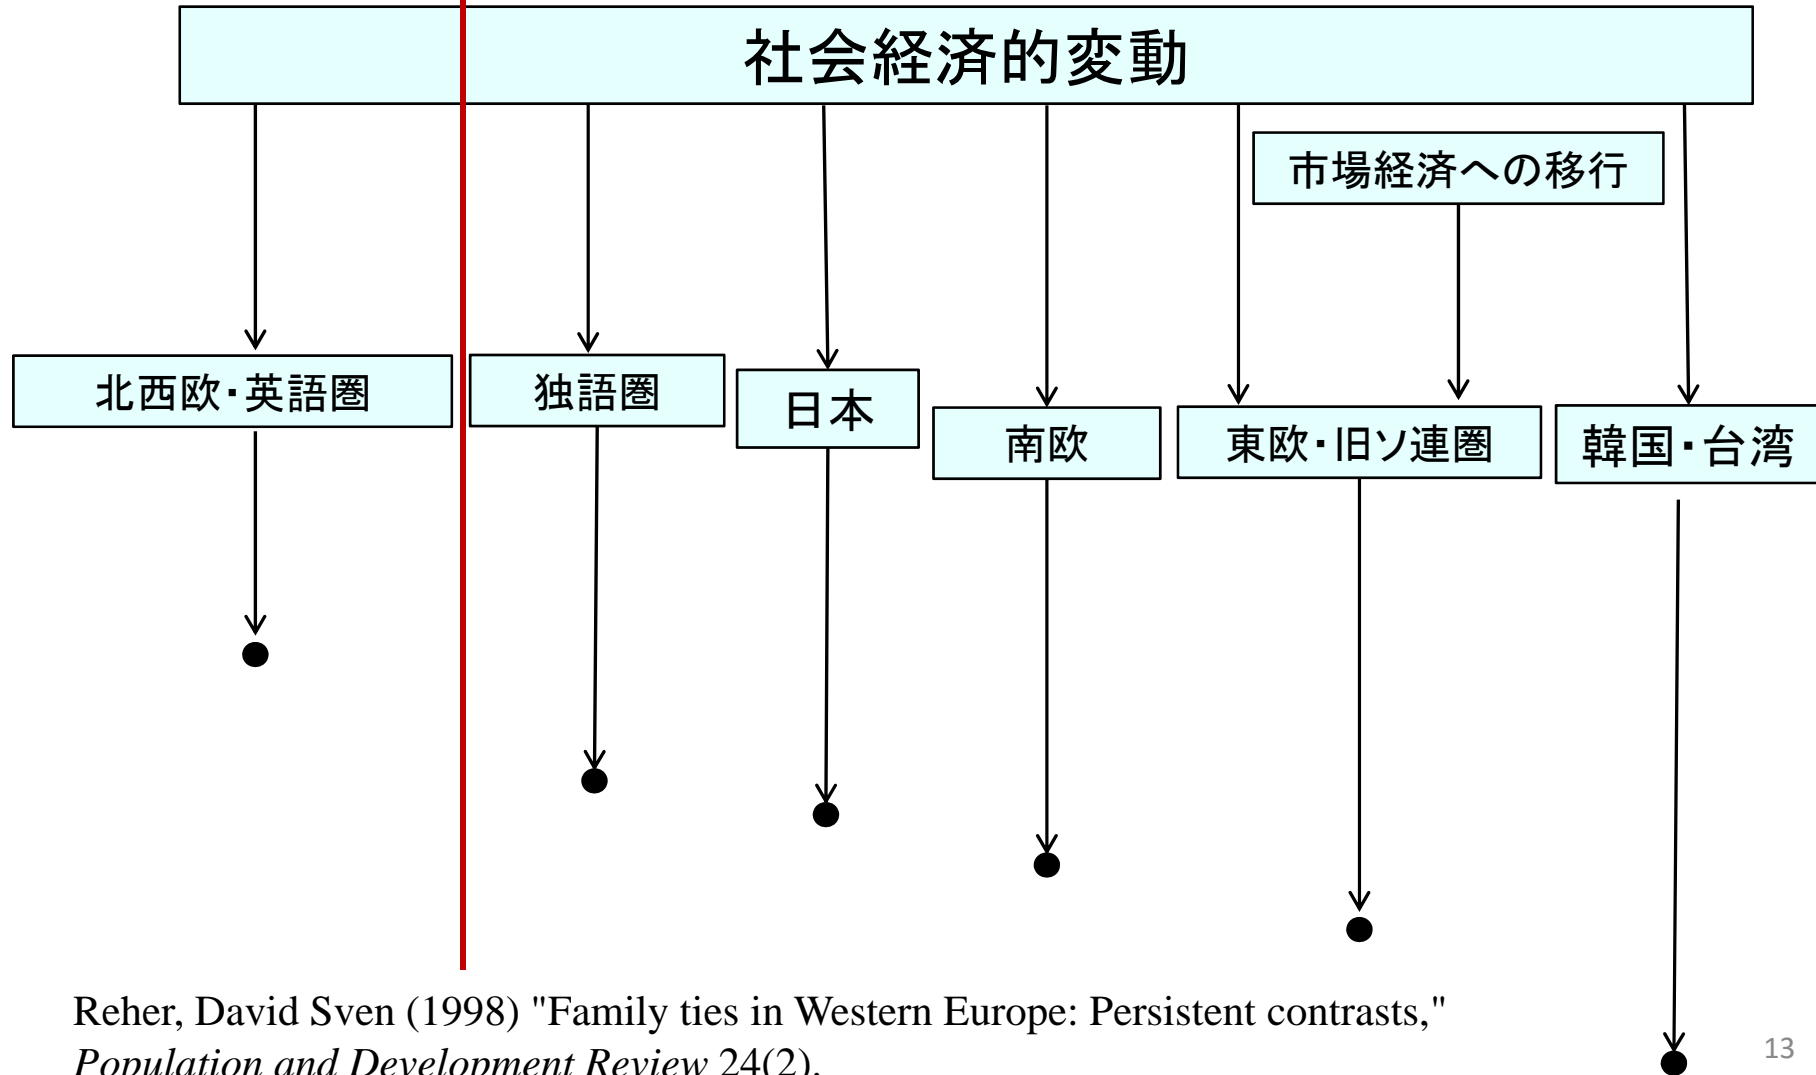 社会経済的変動
市場経済への移行
北西欧・英語圏
独語圏
日本
南欧
東欧・旧ソ連圏
韓国・台湾
Reher, David Sven (1998) "Family ties in Western Europe: Persistent contrasts,"
Population and Development Review 24(2).
13